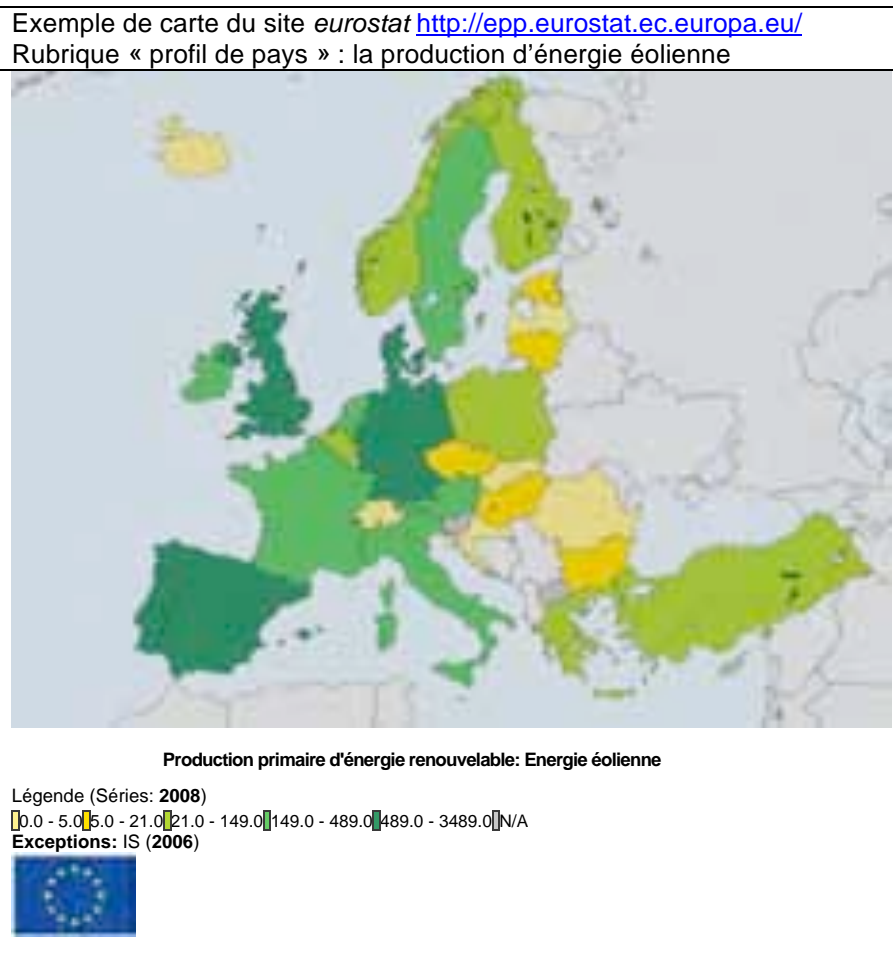 Exemple de carte du site eurostat http://epp.eurostat.ec.europa.eu/
Rubrique « profil de pays » : la production d'énergie éolienne
Production primaire d'énergie renouvelable: Energie éolienne
Légende (Séries: 2008)
0.0 - 5.0 5.0 - 21.0 21.0 - 149.0 149.0 - 489.0 489.0 - 3489.0 N/A
Exceptions: IS (2006)